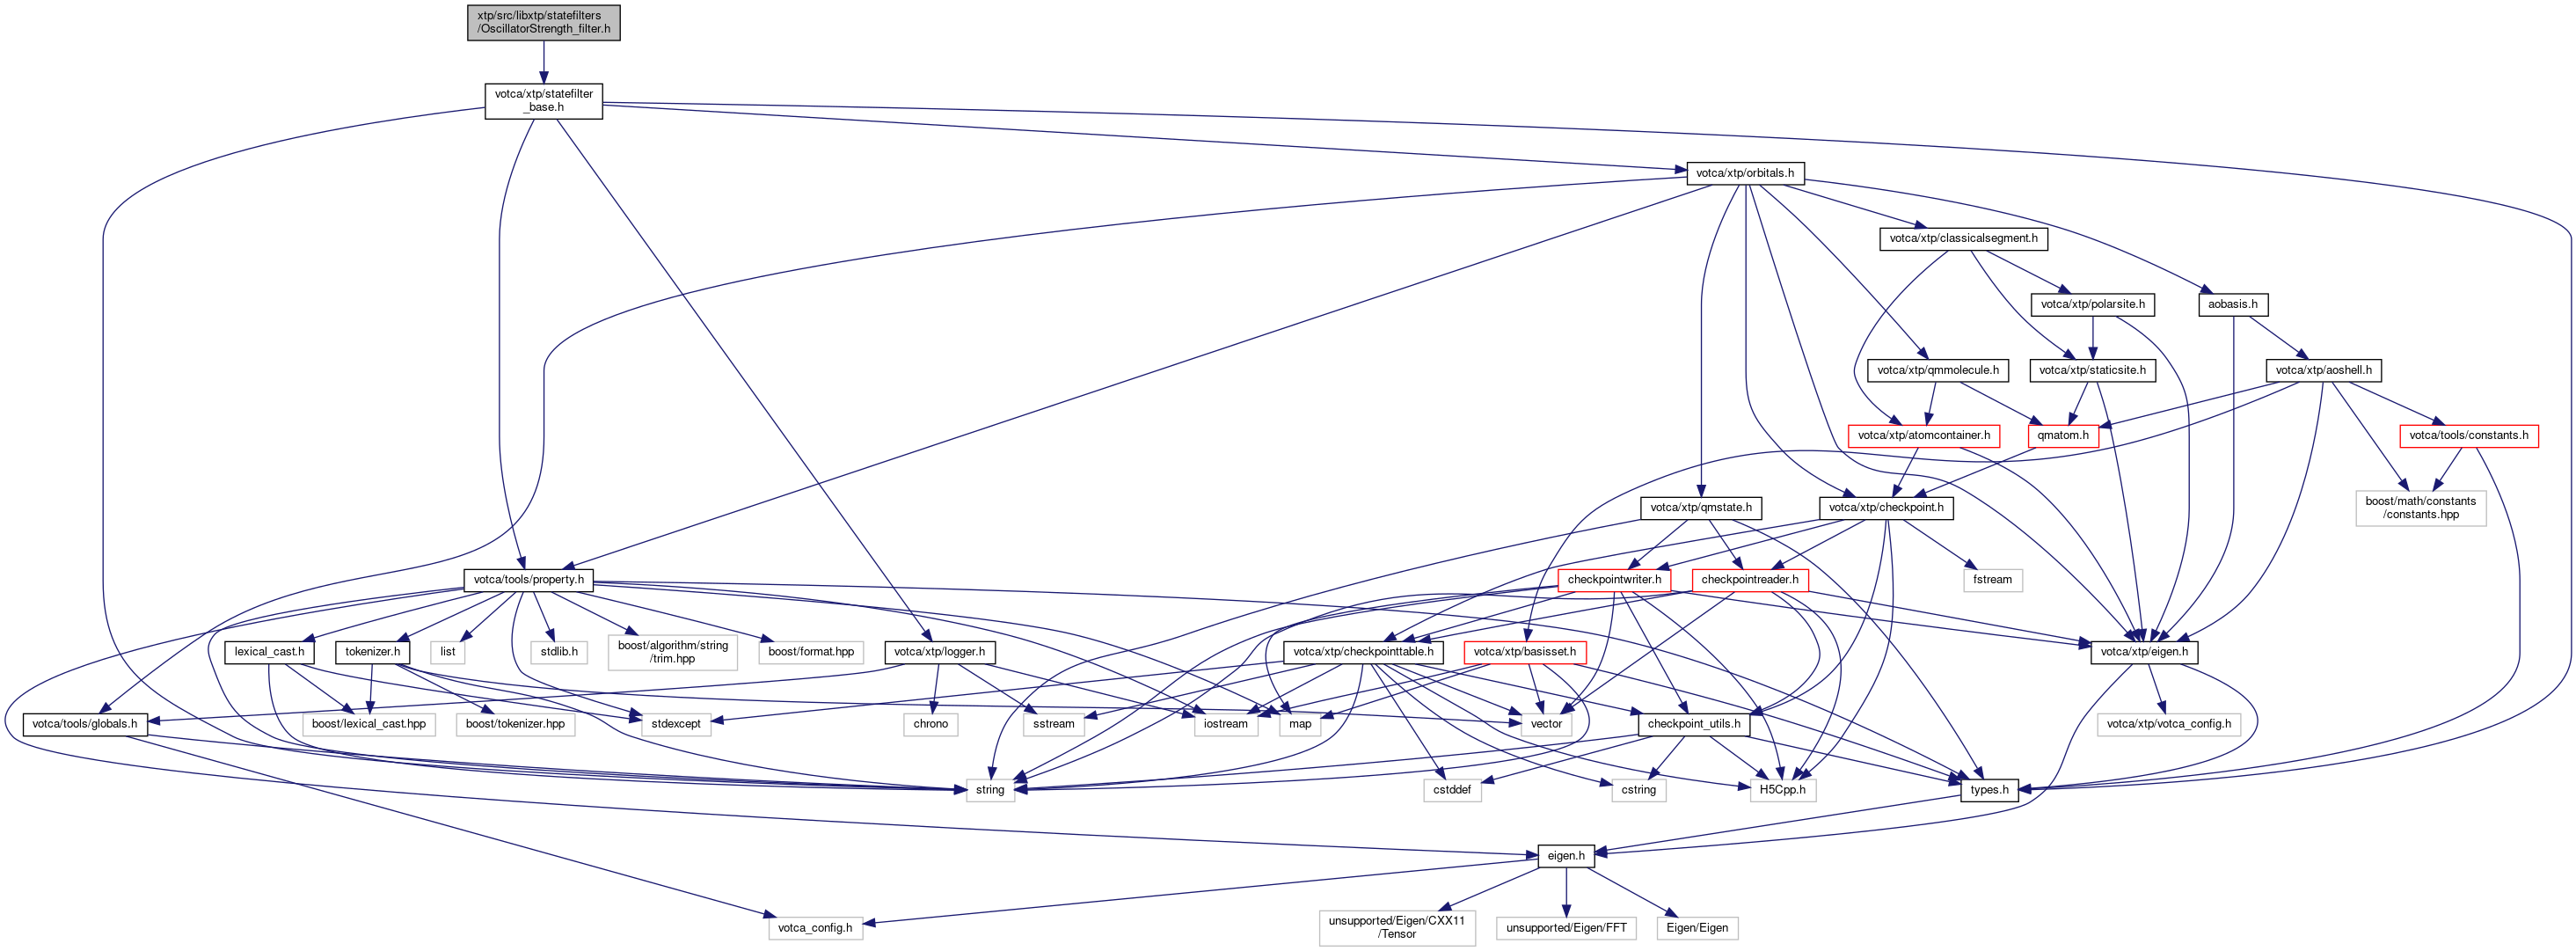 xtp/src/libxtp/statefilters
/OscillatorStrength_filter.h
votca/xtp/statefilter
_base.h
votca/xtp/orbitals.h
votca/xtp/classicalsegment.h
votca/xtp/polarsite.h
aobasis.h
votca/xtp/qmmolecule.h
votca/xtp/staticsite.h
votca/xtp/aoshell.h
votca/xtp/atomcontainer.h
qmatom.h
votca/tools/constants.h
votca/xtp/qmstate.h
votca/xtp/checkpoint.h
boost/math/constants
/constants.hpp
votca/tools/property.h
checkpointwriter.h
checkpointreader.h
fstream
lexical_cast.h
tokenizer.h
list
stdlib.h
boost/algorithm/string
/trim.hpp
boost/format.hpp
votca/xtp/logger.h
votca/xtp/checkpointtable.h
votca/xtp/basisset.h
votca/xtp/eigen.h
votca/tools/globals.h
boost/lexical_cast.hpp
boost/tokenizer.hpp
stdexcept
chrono
sstream
iostream
map
vector
checkpoint_utils.h
votca/xtp/votca_config.h
string
cstddef
cstring
H5Cpp.h
types.h
eigen.h
votca_config.h
unsupported/Eigen/CXX11
/Tensor
unsupported/Eigen/FFT
Eigen/Eigen